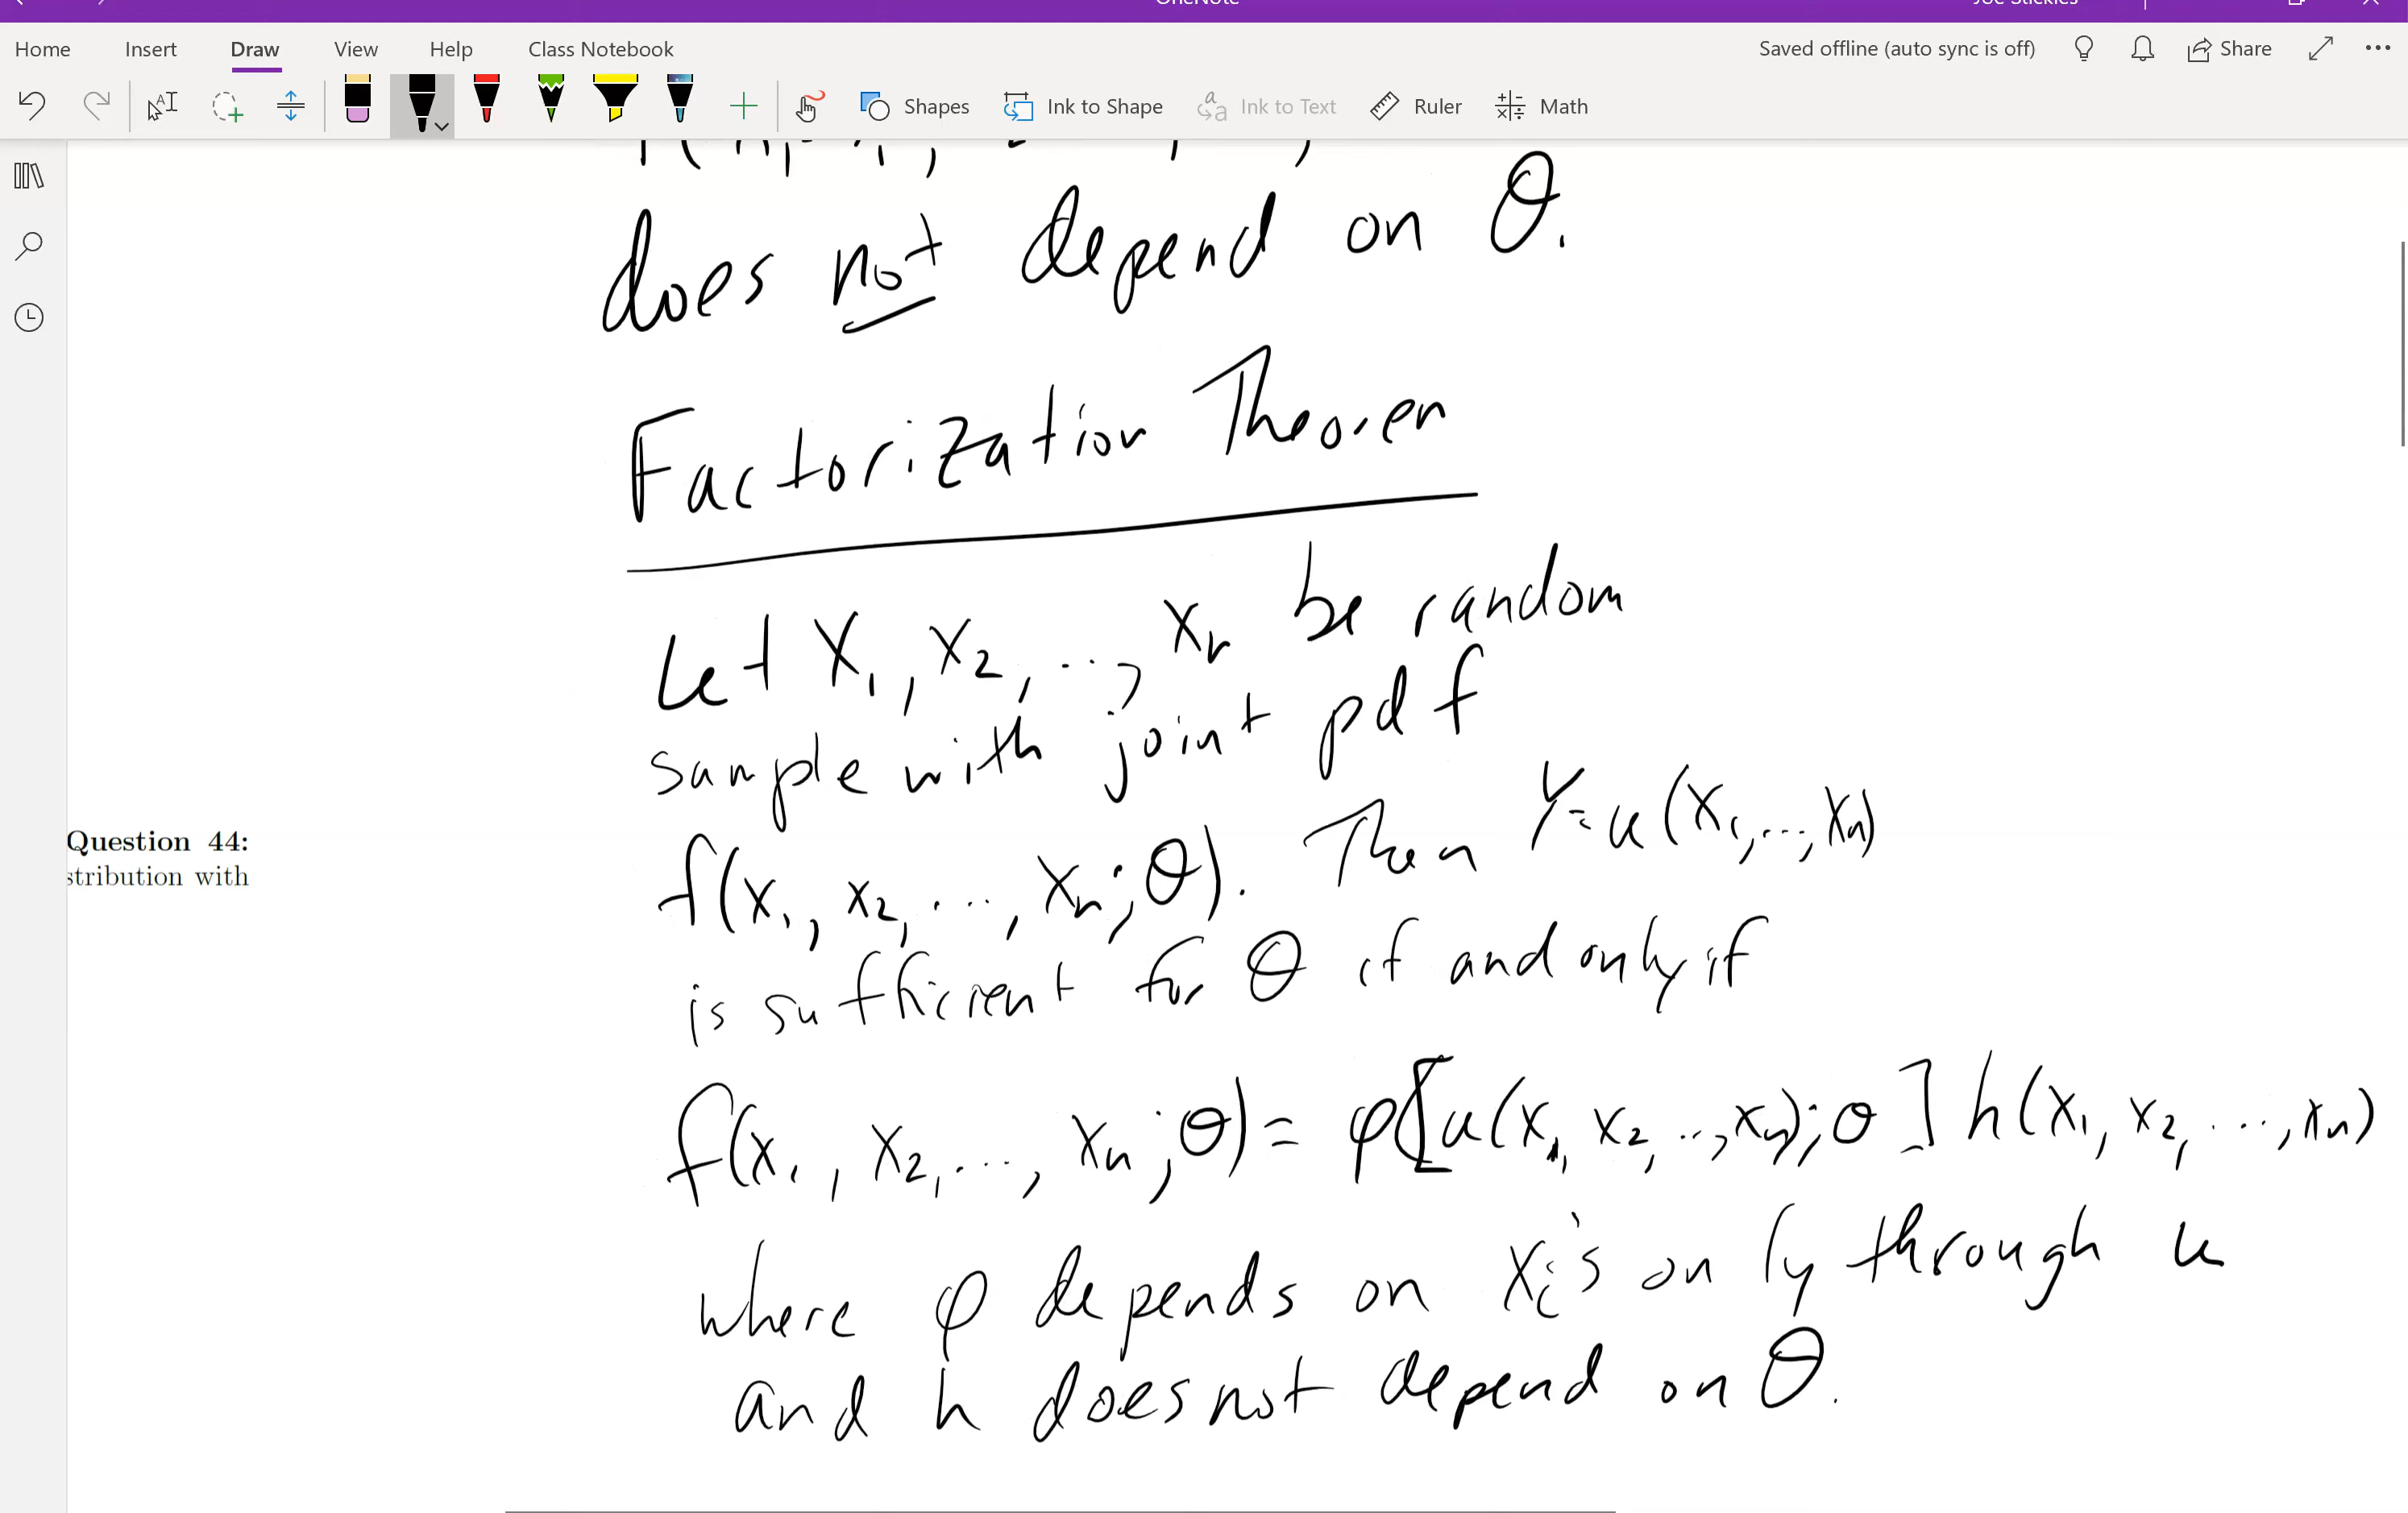 OneNote
Joe Stickles
Home Insert Draw View Help Class Notebook Saved offline (auto sync is off) Share
Shapes Ink to Shape Ink to Text Ruler Math
does not depend on θ.
Factorization Theorem
Let X₁, X₂, ..., Xₙ be random
sample with joint pdf
f(x₁, x₂, ..., xₙ; θ). Then Y=u(X₁, ..., Xₙ)
is sufficient for θ if and only if
f(x₁, x₂, ..., xₙ; θ) = φ[u(x₁, x₂, ..., xₙ); θ] h(x₁, x₂, ..., xₙ)
where φ depends on xᵢ's only through u
and h does not depend on θ.
Question 44:
stribution with